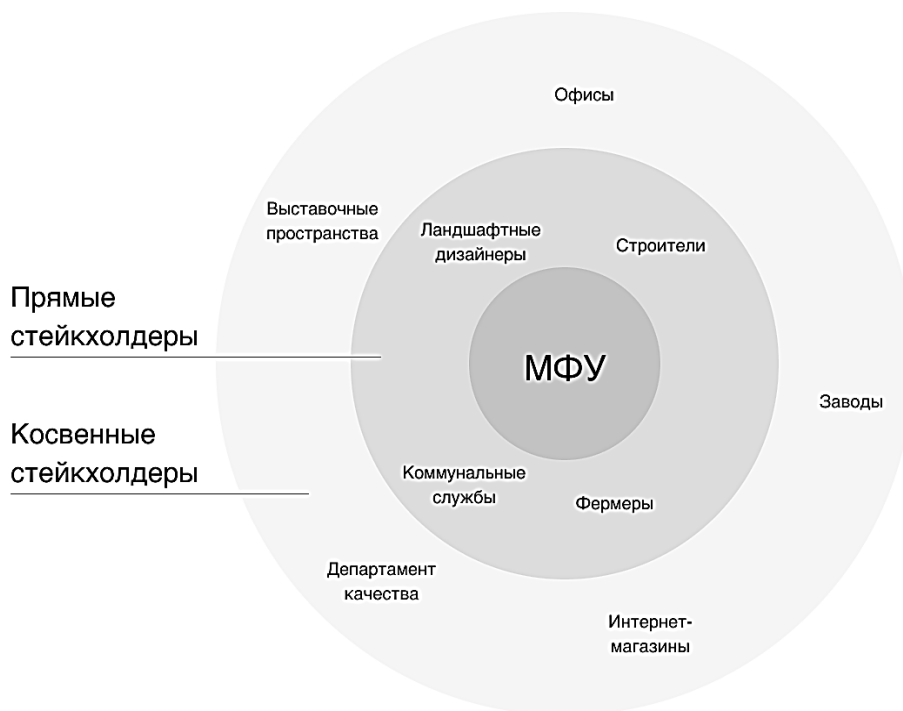 Офисы
Выставочные
пространства
Ландшафтные
дизайнеры
Строители
Прямые
стейкхолдеры
МФУ
Заводы
Косвенные
стейкхолдеры
Коммунальные
службы
Фермеры
Департамент
качества
Интернет-
магазины